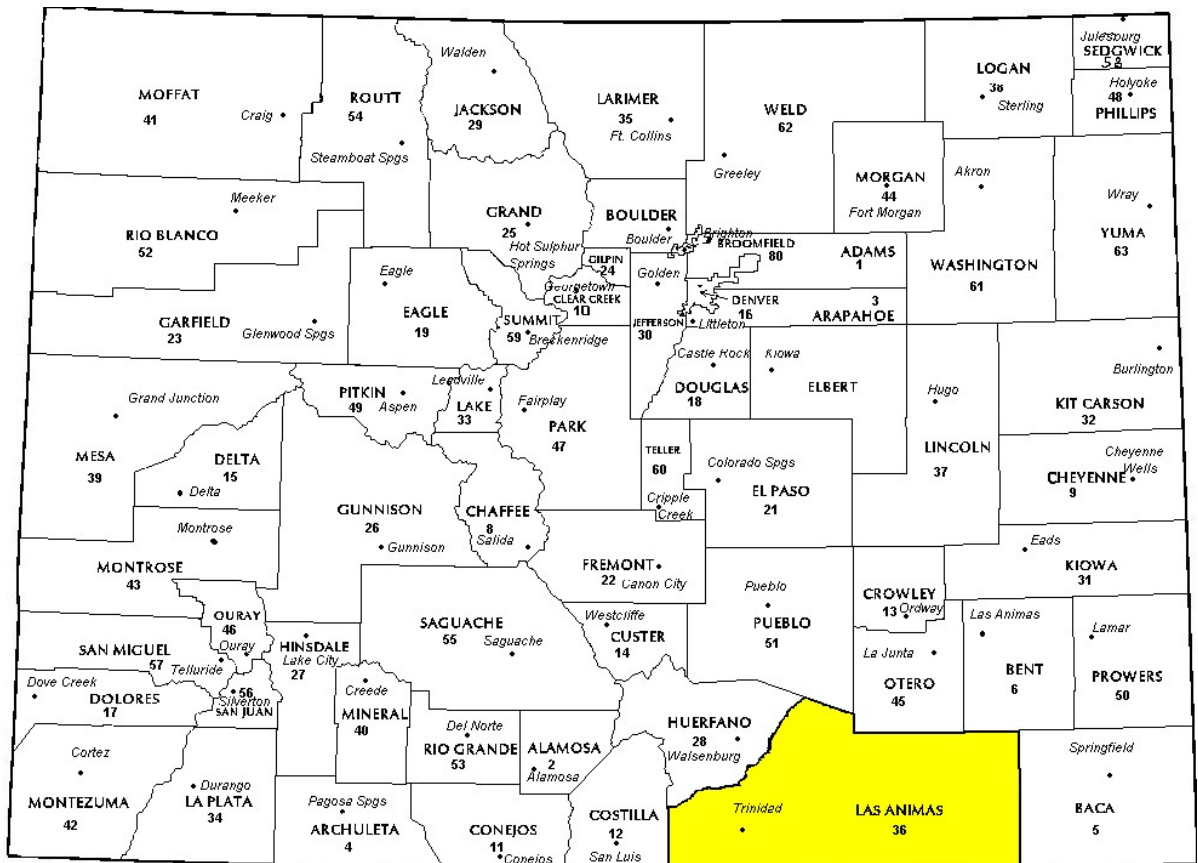 Julesburg
SEDGWICK
58
Walden
LOGAN
38
Sterling
Holyoke
48
PHILLIPS
MOFFAT
41
Craig
ROUTT
54
Steamboat Spgs
JACKSON
29
LARIMER
35
Ft. Collins
WELD
62
Greeley
MORGAN
44
Fort Morgan
Akron
WASHINGTON
61
Wray
YUMA
63
Meeker
RIO BLANCO
52
GRAND
25
Hot Sulphur
Springs
BOULDER
Boulder
Brighton
BROOMFIELD
80
ADAMS
1
GILPIN
24
Golden
Georgetown
CLEAR CREEK
10
JEFFERSON
30
DENVER
16
Littleton
3
ARAPAHOE
Eagle
EAGLE
19
SUMMIT
59
Breckenridge
GARFIELD
23
Glenwood Spgs
Castle Rock
DOUGLAS
18
Kiowa
ELBERT
Hugo
LINCOLN
37
Burlington
KIT CARSON
32
Grand Junction
MESA
39
PITKIN
49
Aspen
Leadville
LAKE
33
Fairplay
PARK
47
TELLER
60
Cripple
Creek
Colorado Spgs
EL PASO
21
Cheyenne
Wells
CHEYENNE
9
DELTA
15
Delta
GUNNISON
26
Gunnison
CHAFFEE
8
Salida
Montrose
MONTROSE
43
FREMONT
22
Canon City
Eads
KIOWA
31
CROWLEY
13
Ordway
Pueblo
PUEBLO
51
OURAY
46
Ouray
HINSDALE
Lake City
27
SAGUACHE
55
Saguache
Westcliffe
CUSTER
14
SAN MIGUEL
57
Telluride
La Junta
OTERO
45
Las Animas
BENT
6
Lamar
PROWERS
50
Dove Creek
DOLORES
17
56
Silverton
SAN JUAN
Creede
MINERAL
40
Del Norte
RIO GRANDE
53
ALAMOSA
2
Alamosa
HUERFANO
28
Walsenburg
Cortez
MONTEZUMA
42
Durango
LA PLATA
34
Pagosa Spgs
ARCHULETA
4
CONEJOS
11
Conejos
COSTILLA
12
San Luis
Trinidad
LAS ANIMAS
36
Springfield
BACA
5